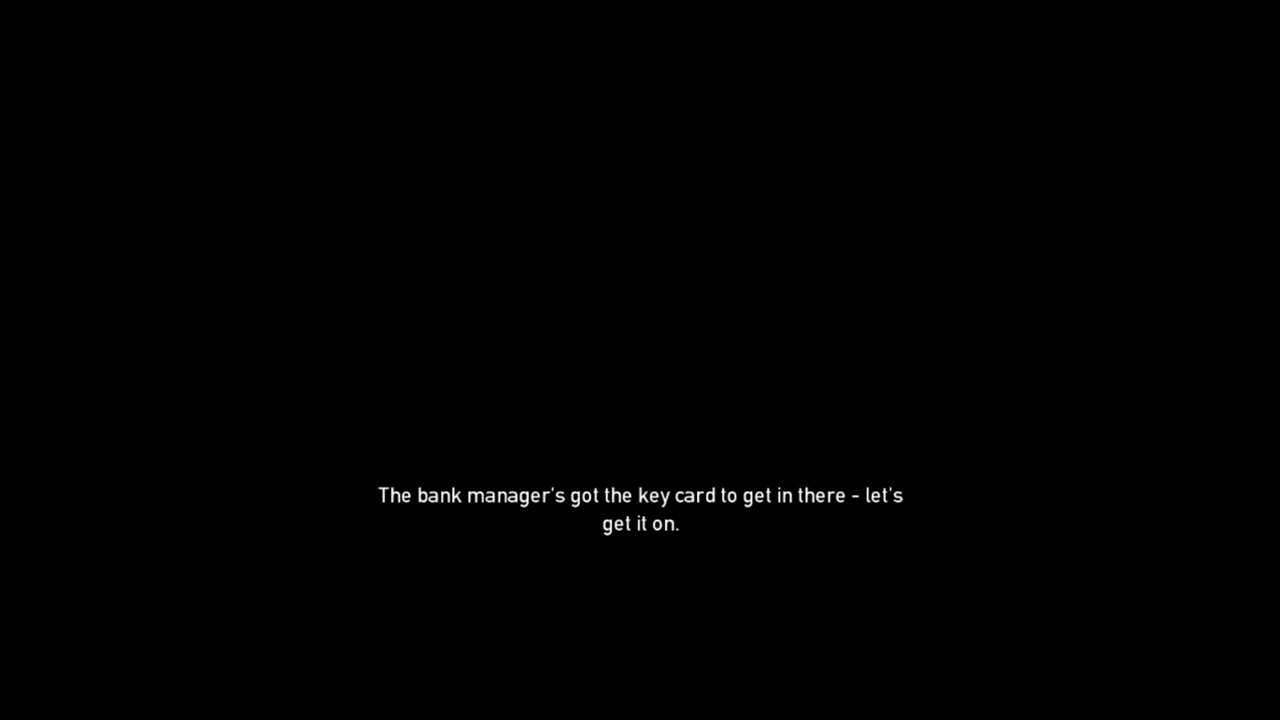 The bank manager's got the key card to get in there - let's
get it on.